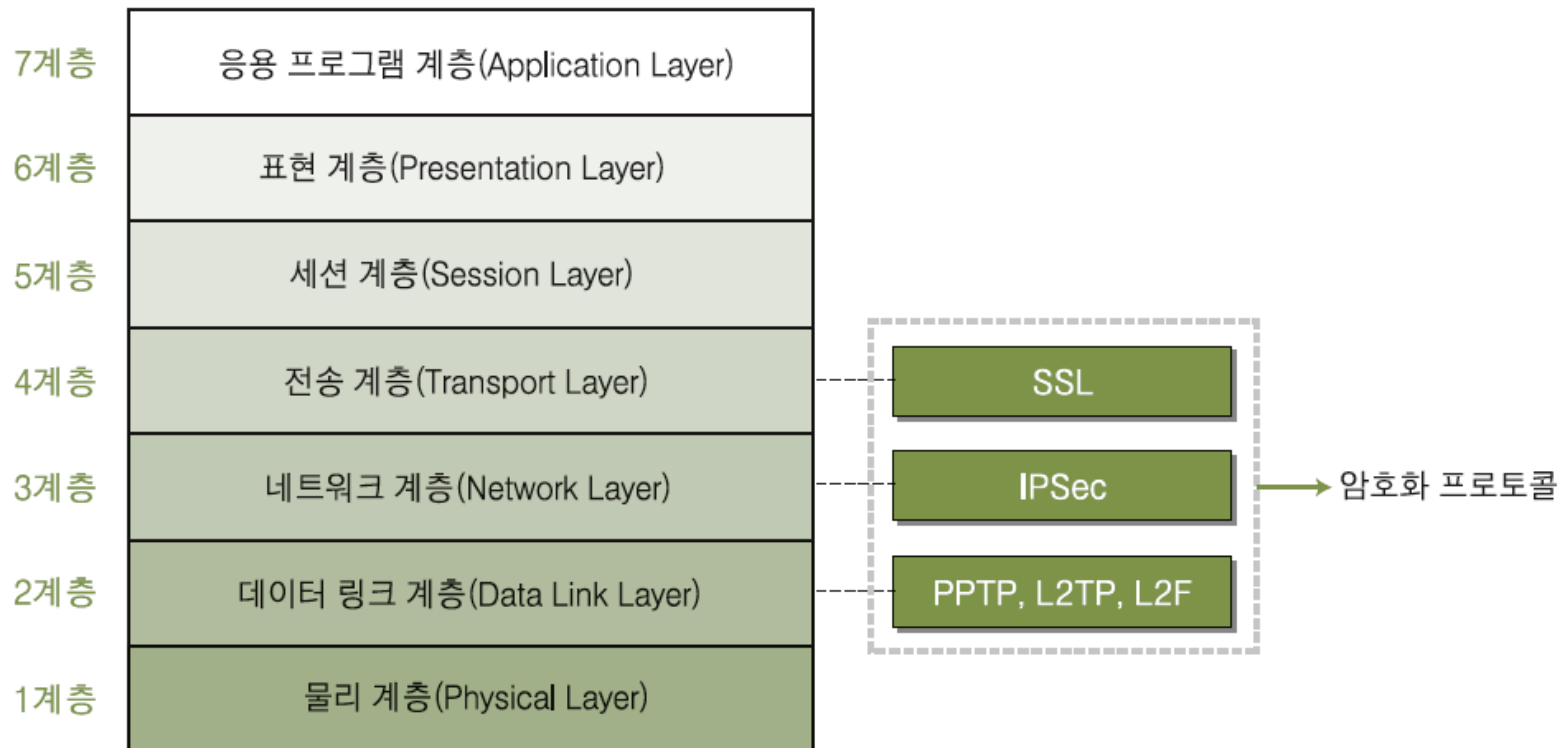 7계층 응용 프로그램 계층(Application Layer)
6계층 표현 계층(Presentation Layer)
5계층 세션 계층(Session Layer)
4계층 전송 계층(Transport Layer) SSL
3계층 네트워크 계층(Network Layer) IPSec 암호화 프로토콜
2계층 데이터 링크 계층(Data Link Layer) PPTP, L2TP, L2F
1계층 물리 계층(Physical Layer)